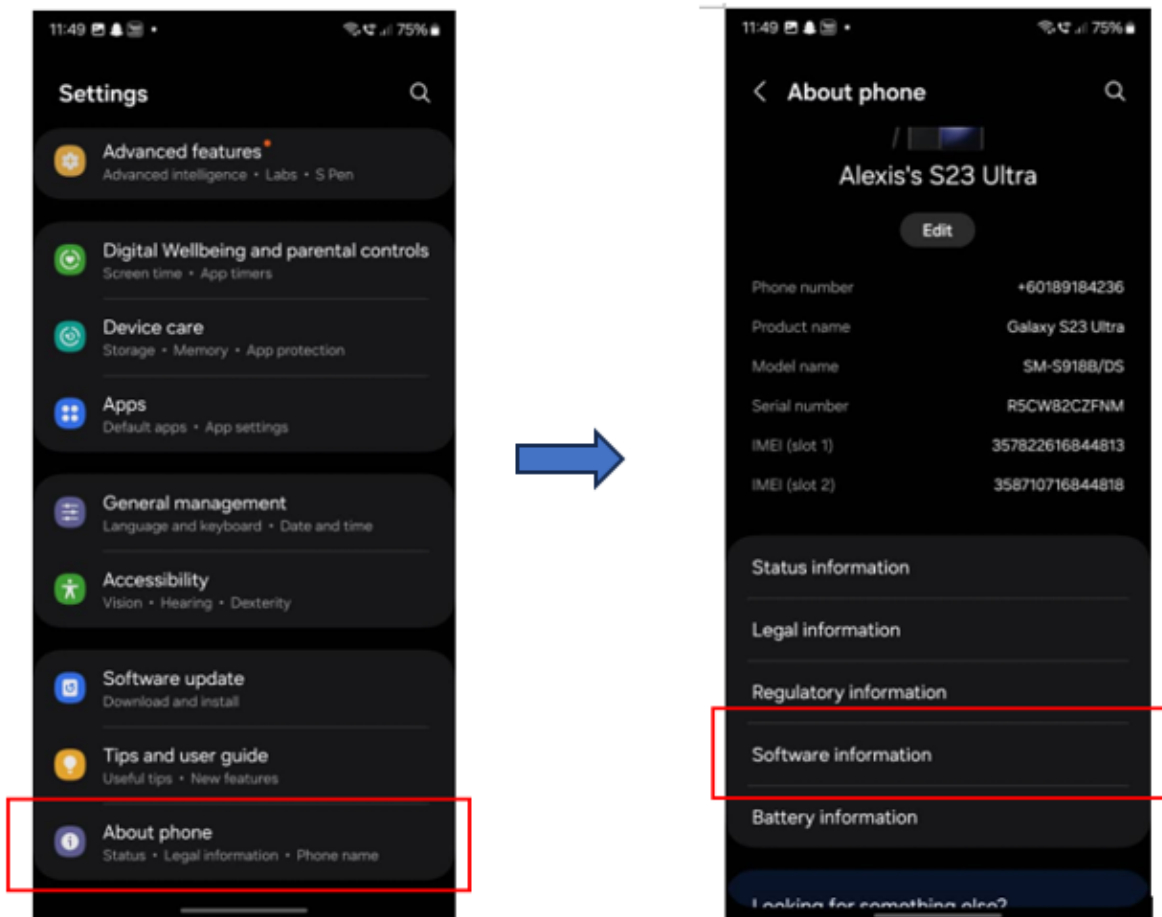 11:49
75%
Settings
Advanced features
Advanced intelligence • Labs • S Pen
Digital Wellbeing and parental controls
Screen time • App timers
Device care
Storage • Memory • App protection
Apps
Default apps • App settings
General management
Language and keyboard • Date and time
Accessibility
Vision • Hearing • Dexterity
Software update
Download and install
Tips and user guide
Useful tips • New features
About phone
Status • Legal information • Phone name
11:49
75%
About phone
Alexis's S23 Ultra
Edit
Phone number +60189184236
Product name Galaxy S23 Ultra
Model name SM-S918B/DS
Serial number R5CW82CZFNM
IMEI (slot 1) 357822616844813
IMEI (slot 2) 358710716844818
Status information
Legal information
Regulatory information
Software information
Battery information
Looking for something else?